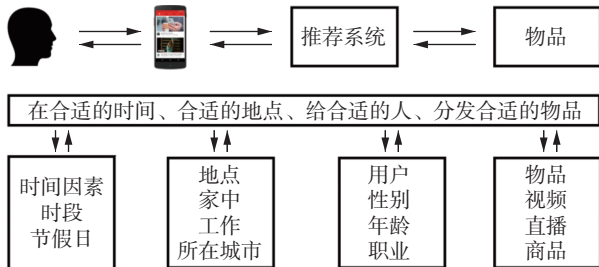 推荐系统
物品
在合适的时间、合适的地点、给合适的人、分发合适的物品
时间因素
时段
节假日
地点
家中
工作
所在城市
用户
性别
年龄
职业
物品
视频
直播
商品